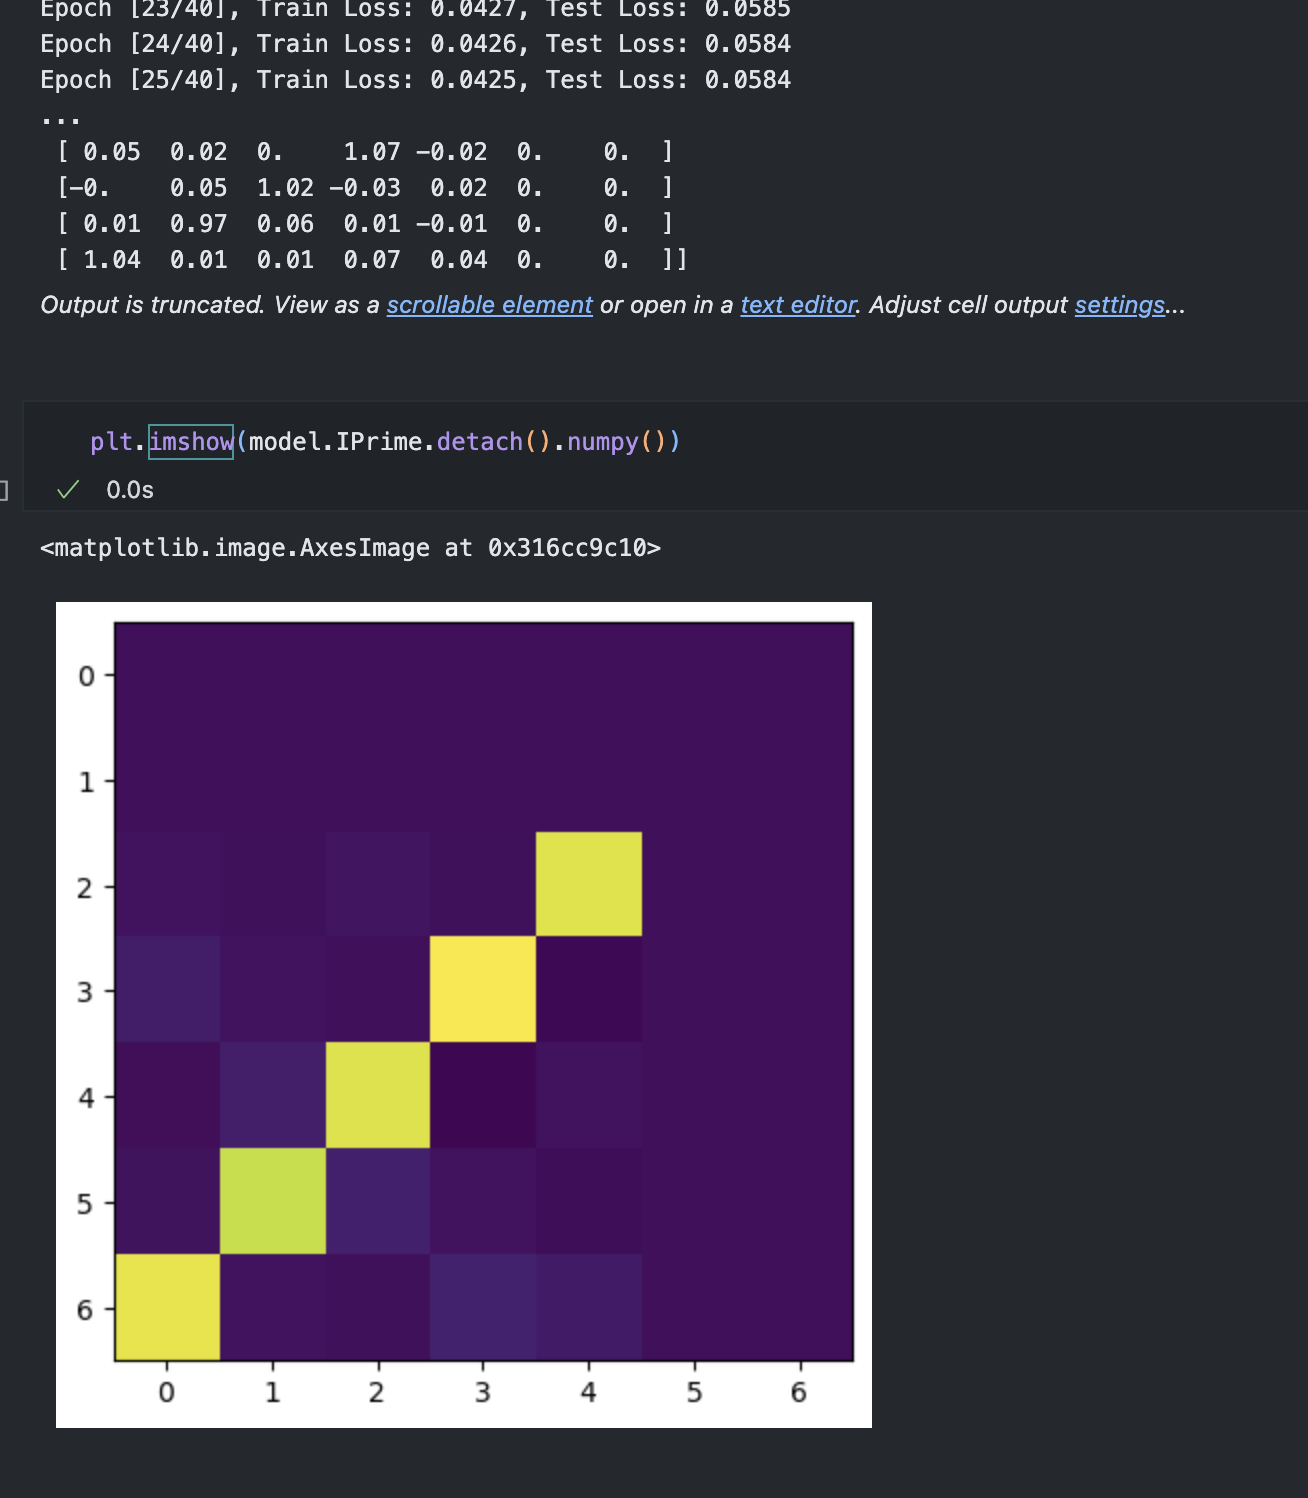 Epoch [23/40], Train Loss: 0.0427, Test Loss: 0.0585
Epoch [24/40], Train Loss: 0.0426, Test Loss: 0.0584
Epoch [25/40], Train Loss: 0.0425, Test Loss: 0.0584
...
[ 0.05  0.02  0.    1.07 -0.02  0.    0.  ]
[-0.    0.05  1.02 -0.03  0.02  0.    0.  ]
[ 0.01  0.97  0.06  0.01 -0.01  0.    0.  ]
[ 1.04  0.01  0.01  0.07  0.04  0.    0.  ]]
Output is truncated. View as a scrollable element or open in a text editor. Adjust cell output settings...
plt.imshow(model.IPrime.detach().numpy())
0.0s
<matplotlib.image.AxesImage at 0x316cc9c10>
0
1
2
3
4
5
6
0 1 2 3 4 5 6